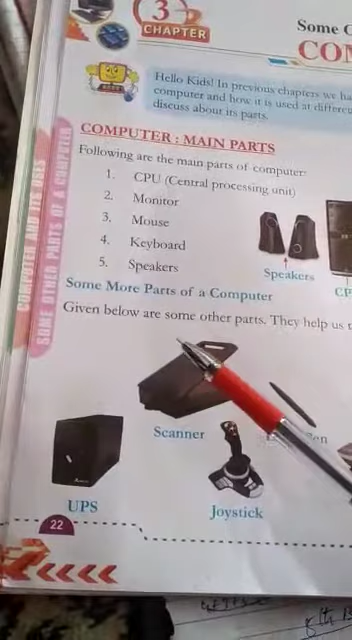 3
CHAPTER
Some
COM
Hello Kids! In previous chapters we ha
computer and how it is used at differe
discuss about its parts.
COMPUTER : MAIN PARTS
Following are the main parts of computer:
1. CPU (Central processing unit)
2. Monitor
3. Mouse
4. Keyboard
5. Speakers
Speakers
CP
Some More Parts of a Computer
Given below are some other parts. They help us t
COMPUTER AND ITS USES
SOME OTHER PARTS OF A COMPUTER
Scanner
UPS
Joystick
22